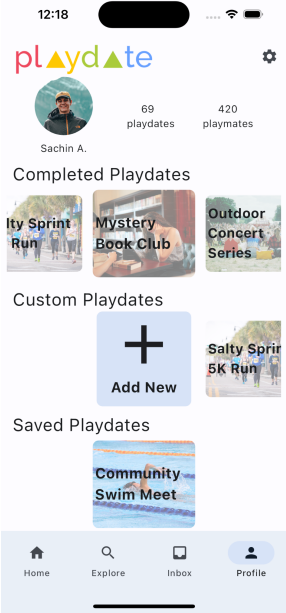 12:18
playdate
69
420
playdates
playmates
Sachin A.
Completed Playdates
lty Sprint
Run
Mystery
Book Club
Outdoor
Concert
Series
Custom Playdates
Add New
Salty Sprin
5K Run
Saved Playdates
Community
Swim Meet
Home
Explore
Inbox
Profile